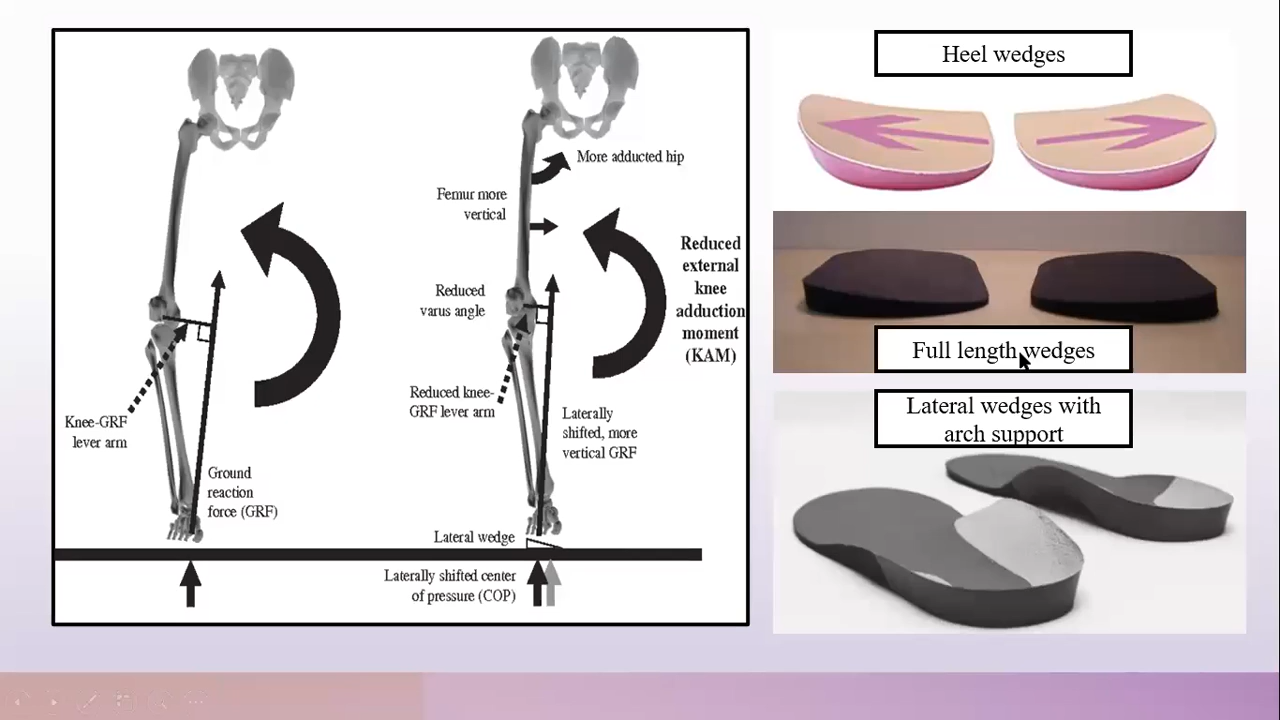 More adducted hip
Femur more
vertical
Reduced
external
knee
adduction
moment
(KAM)
Reduced
varus angle
Reduced knee-
GRF lever arm
Knee-GRF
lever arm
Laterally
shifted, more
vertical GRF
Ground
reaction
force (GRF)
Lateral wedge
Laterally shifted center
of pressure (COP)
Heel wedges
Full length wedges
Lateral wedges with
arch support